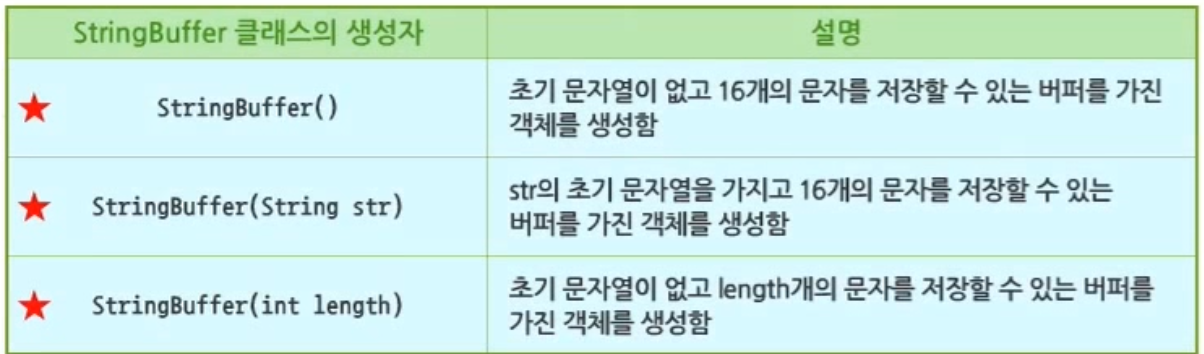 StringBuffer 클래스의 생성자
설명
StringBuffer()
초기 문자열이 없고 16개의 문자를 저장할 수 있는 버퍼를 가진
객체를 생성함
StringBuffer(String str)
str의 초기 문자열을 가지고 16개의 문자를 저장할 수 있는
버퍼를 가진 객체를 생성함
StringBuffer(int length)
초기 문자열이 없고 length개의 문자를 저장할 수 있는 버퍼를
가진 객체를 생성함